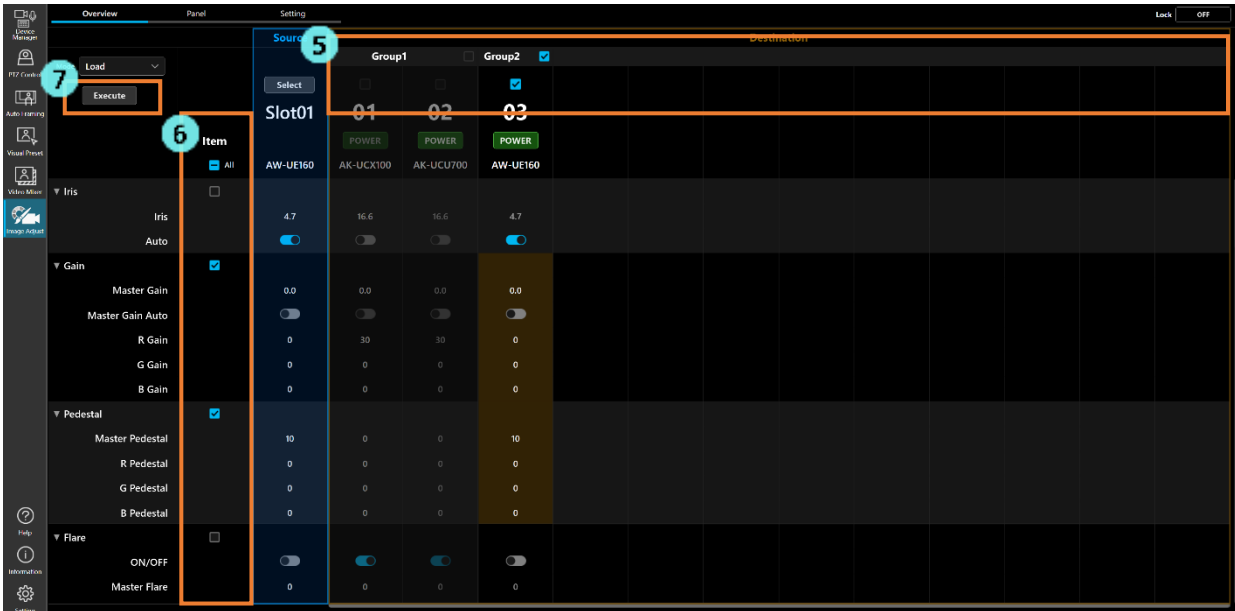 Overview Panel Setting Lock OFF
Device Manager
PTZ Control
Auto Framing
Visual Preset
Video Mixer
Image Adjust
Help
Information
5
6
7
Destination
Group1 Group2
Load
Execute
Select
Slot01 01 02 03
POWER POWER POWER
Item
All AW-UE160 AK-UCX100 AK-UCU700 AW-UE160
Iris
Iris 4.7 16.6 16.6 4.7
Auto
Gain
Master Gain 0.0 0.0 0.0 0.0
Master Gain Auto
R Gain 0 30 30 0
G Gain 0 0 0 0
B Gain 0 0 0 0
Pedestal
Master Pedestal 10 0 0 10
R Pedestal 0 0 0 0
G Pedestal 0 0 0 0
B Pedestal 0 0 0 0
Flare
ON/OFF
Master Flare 0 0 0 0